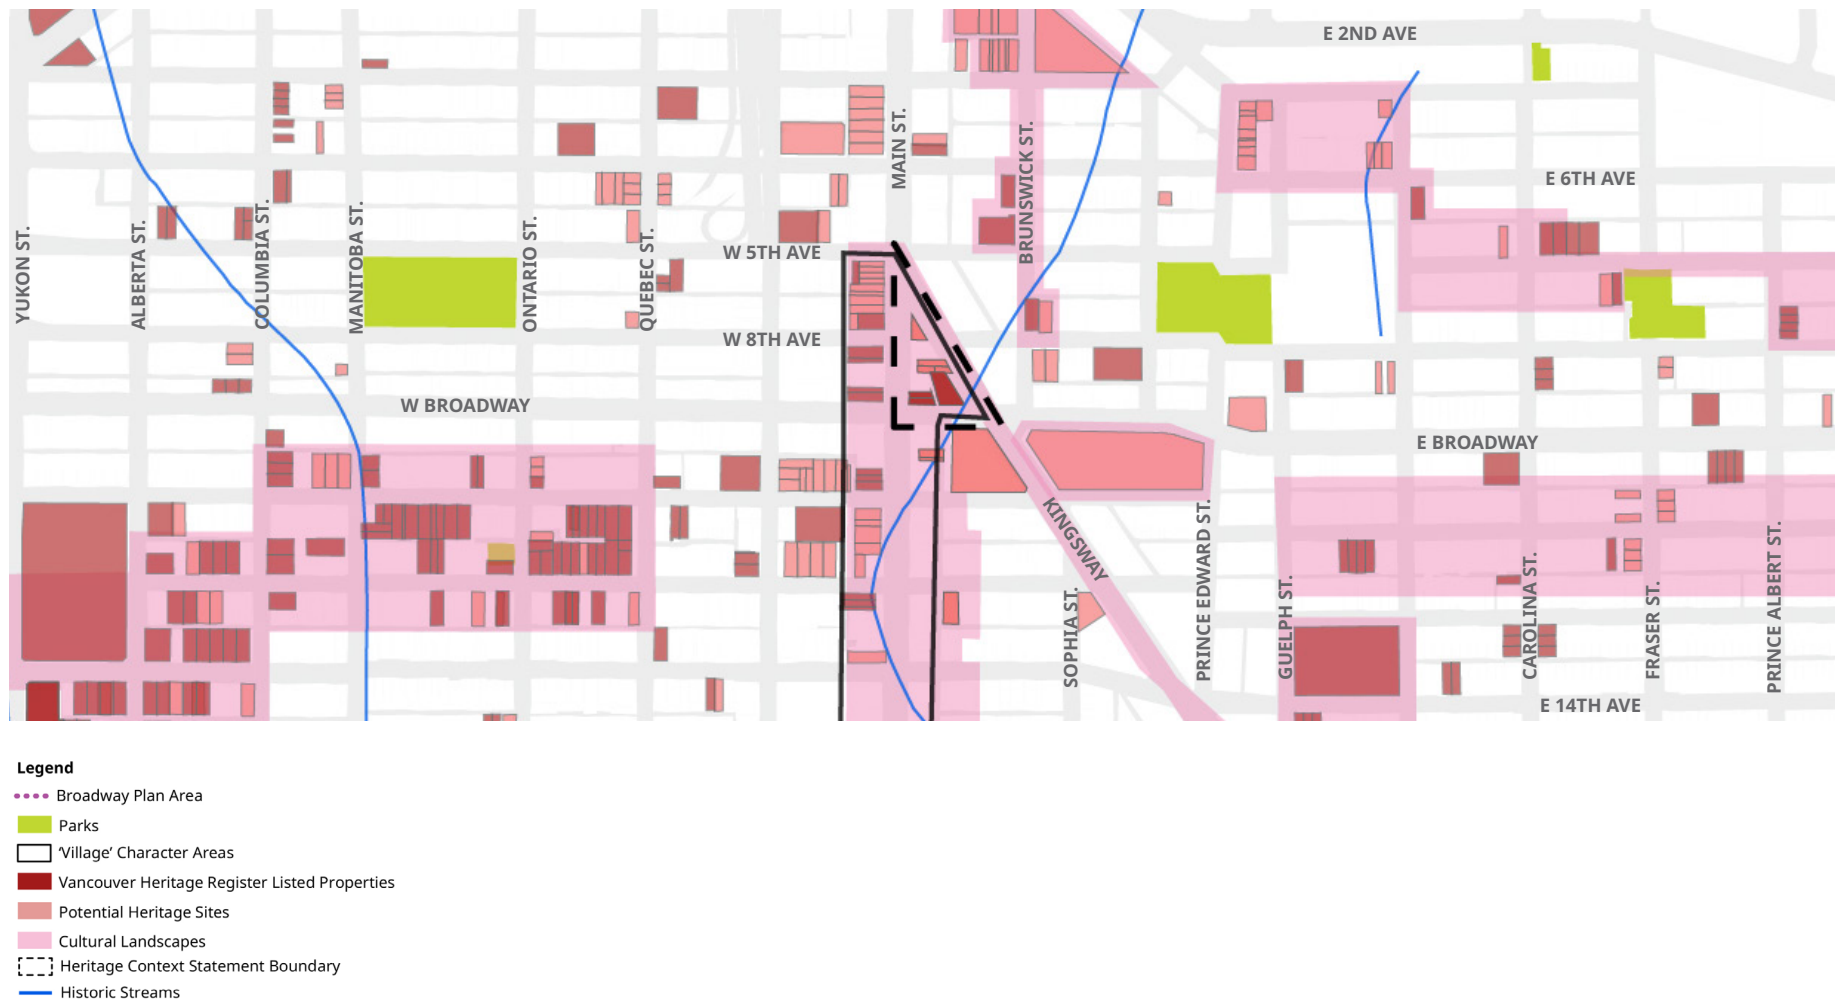 E 2ND AVE
MAIN ST.
BRUNSWICK ST.
E 6TH AVE
YUKON ST.
ALBERTA ST.
COLUMBIA ST.
MANITOBA ST.
ONTARIO ST.
QUEBEC ST.
W 5TH AVE
W 8TH AVE
W BROADWAY
E BROADWAY
KINGSWAY
SOPHIA ST.
PRINCE EDWARD ST.
GUELPH ST.
CAROLINA ST.
FRASER ST.
PRINCE ALBERT ST.
E 14TH AVE
Legend
Broadway Plan Area
Parks
‘Village’ Character Areas
Vancouver Heritage Register Listed Properties
Potential Heritage Sites
Cultural Landscapes
Heritage Context Statement Boundary
Historic Streams